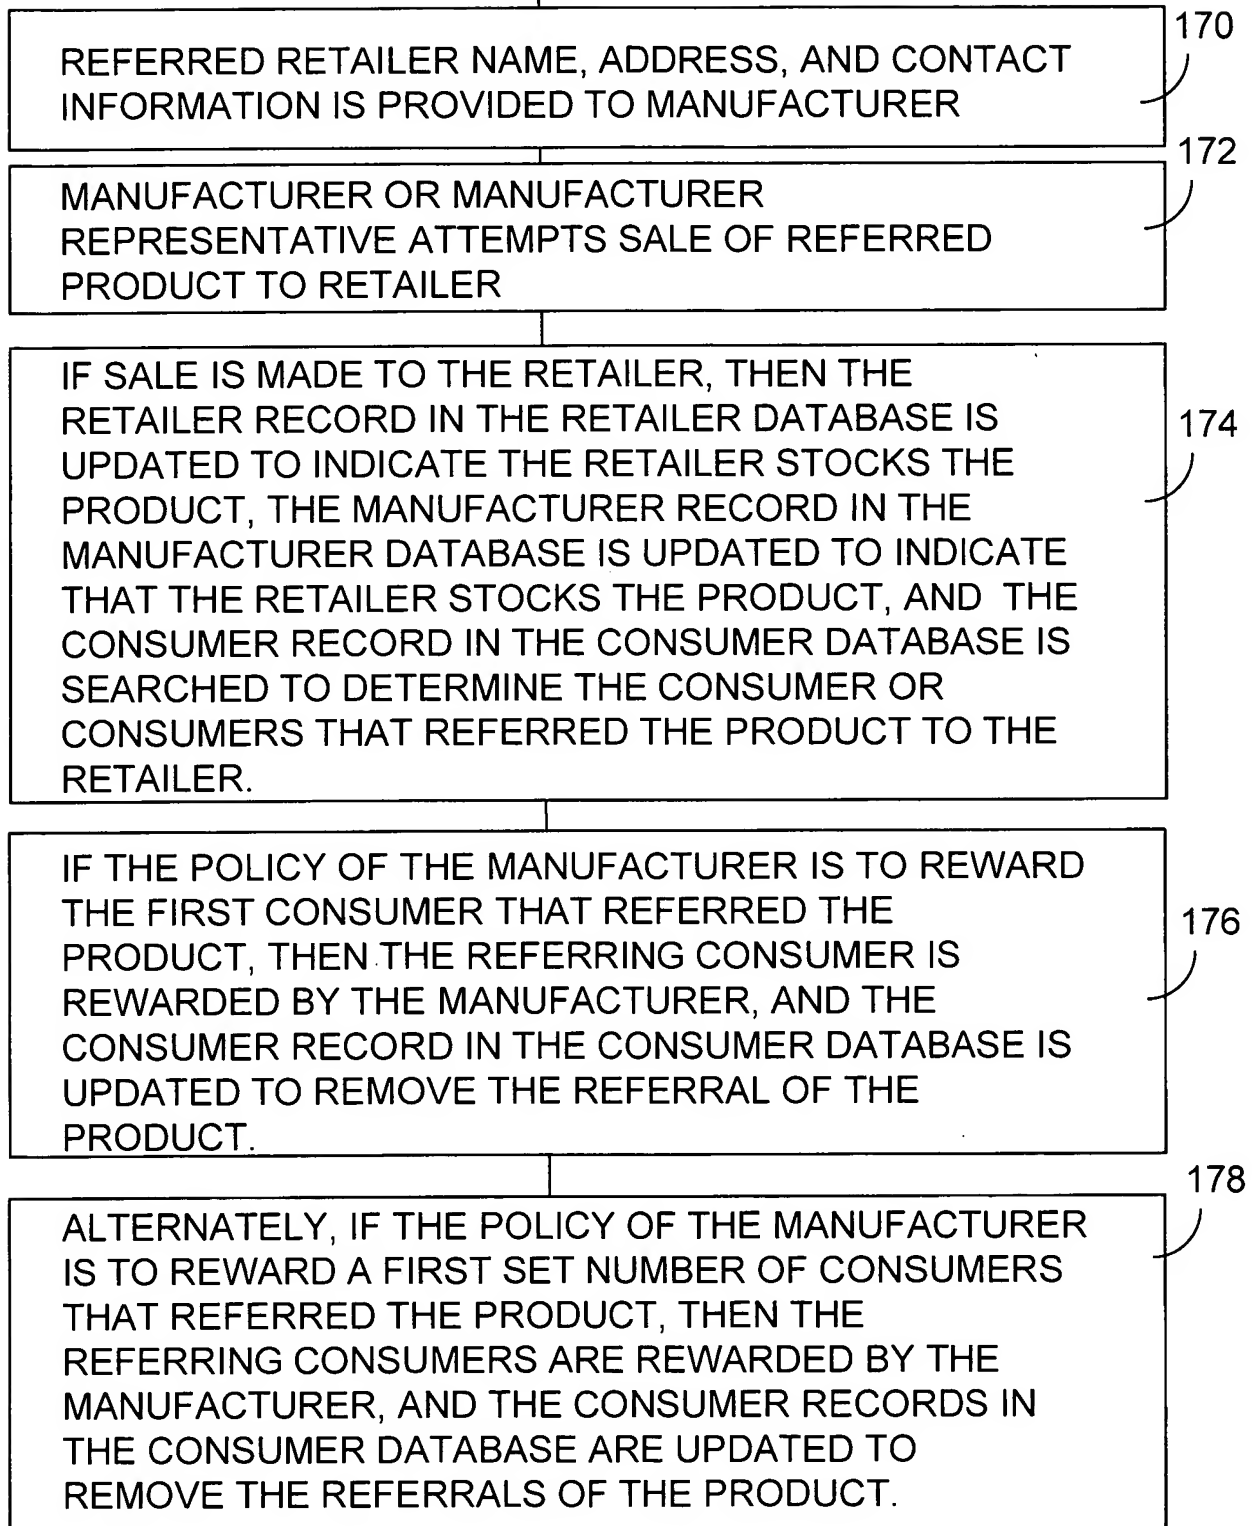 170
REFERRED RETAILER NAME, ADDRESS, AND CONTACT
INFORMATION IS PROVIDED TO MANUFACTURER
172
MANUFACTURER OR MANUFACTURER
REPRESENTATIVE ATTEMPTS SALE OF REFERRED
PRODUCT TO RETAILER
174
IF SALE IS MADE TO THE RETAILER, THEN THE
RETAILER RECORD IN THE RETAILER DATABASE IS
UPDATED TO INDICATE THE RETAILER STOCKS THE
PRODUCT, THE MANUFACTURER RECORD IN THE
MANUFACTURER DATABASE IS UPDATED TO INDICATE
THAT THE RETAILER STOCKS THE PRODUCT, AND THE
CONSUMER RECORD IN THE CONSUMER DATABASE IS
SEARCHED TO DETERMINE THE CONSUMER OR
CONSUMERS THAT REFERRED THE PRODUCT TO THE
RETAILER.
176
IF THE POLICY OF THE MANUFACTURER IS TO REWARD
THE FIRST CONSUMER THAT REFERRED THE
PRODUCT, THEN THE REFERRING CONSUMER IS
REWARDED BY THE MANUFACTURER, AND THE
CONSUMER RECORD IN THE CONSUMER DATABASE IS
UPDATED TO REMOVE THE REFERRAL OF THE
PRODUCT.
178
ALTERNATELY, IF THE POLICY OF THE MANUFACTURER
IS TO REWARD A FIRST SET NUMBER OF CONSUMERS
THAT REFERRED THE PRODUCT, THEN THE
REFERRING CONSUMERS ARE REWARDED BY THE
MANUFACTURER, AND THE CONSUMER RECORDS IN
THE CONSUMER DATABASE ARE UPDATED TO
REMOVE THE REFERRALS OF THE PRODUCT.